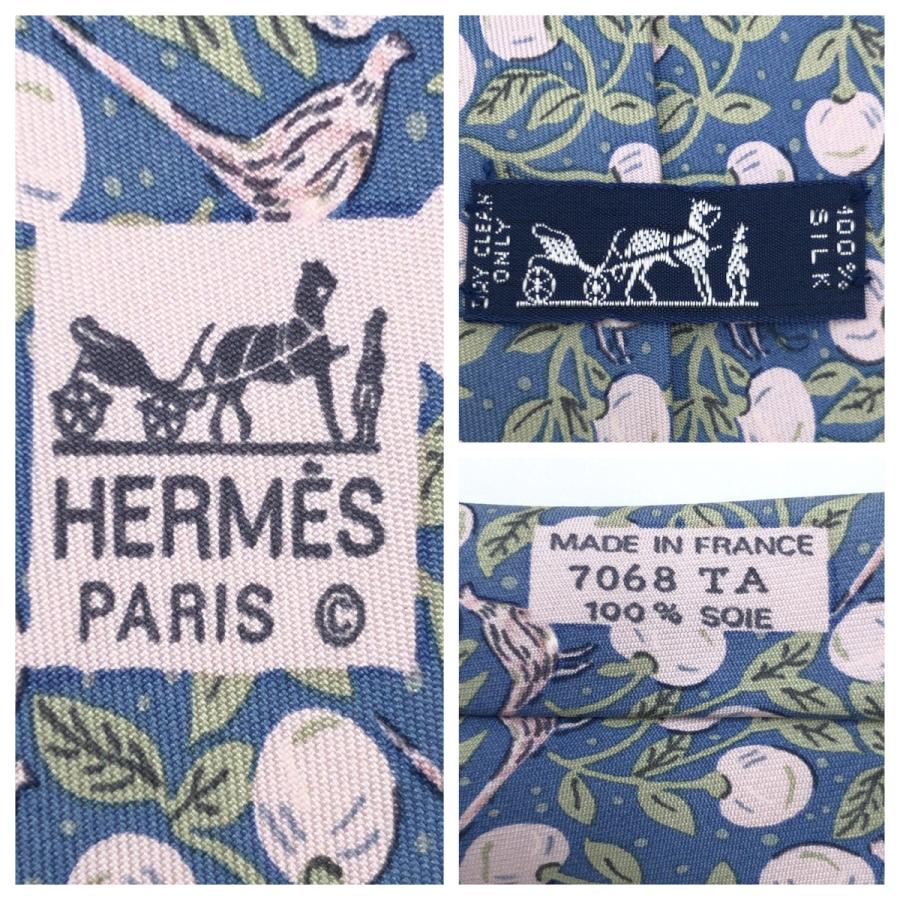 HERMÈS
PARIS ©
DRY CLEAN
ONLY
100%
SILK
MADE IN FRANCE
7068 TA
100% SOIE